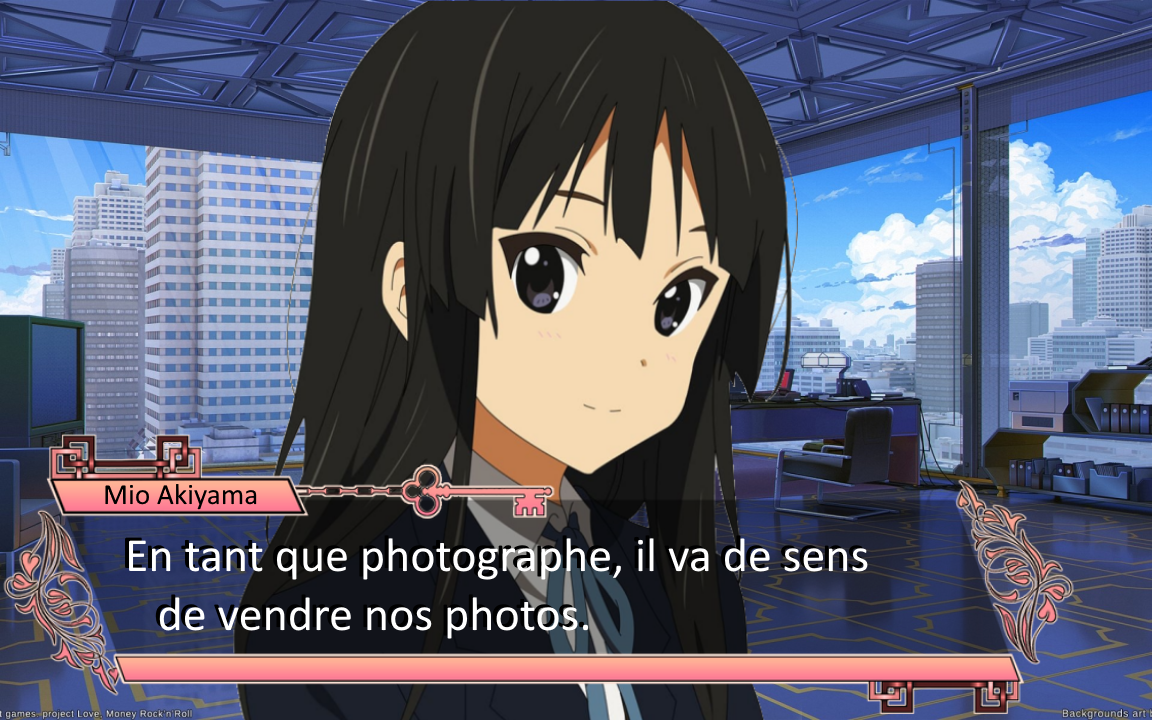 Mio Akiyama
En tant que photographe, il va de sens
de vendre nos photos.
t games. project Love, Money Rock'n'Roll
Backgrounds art b